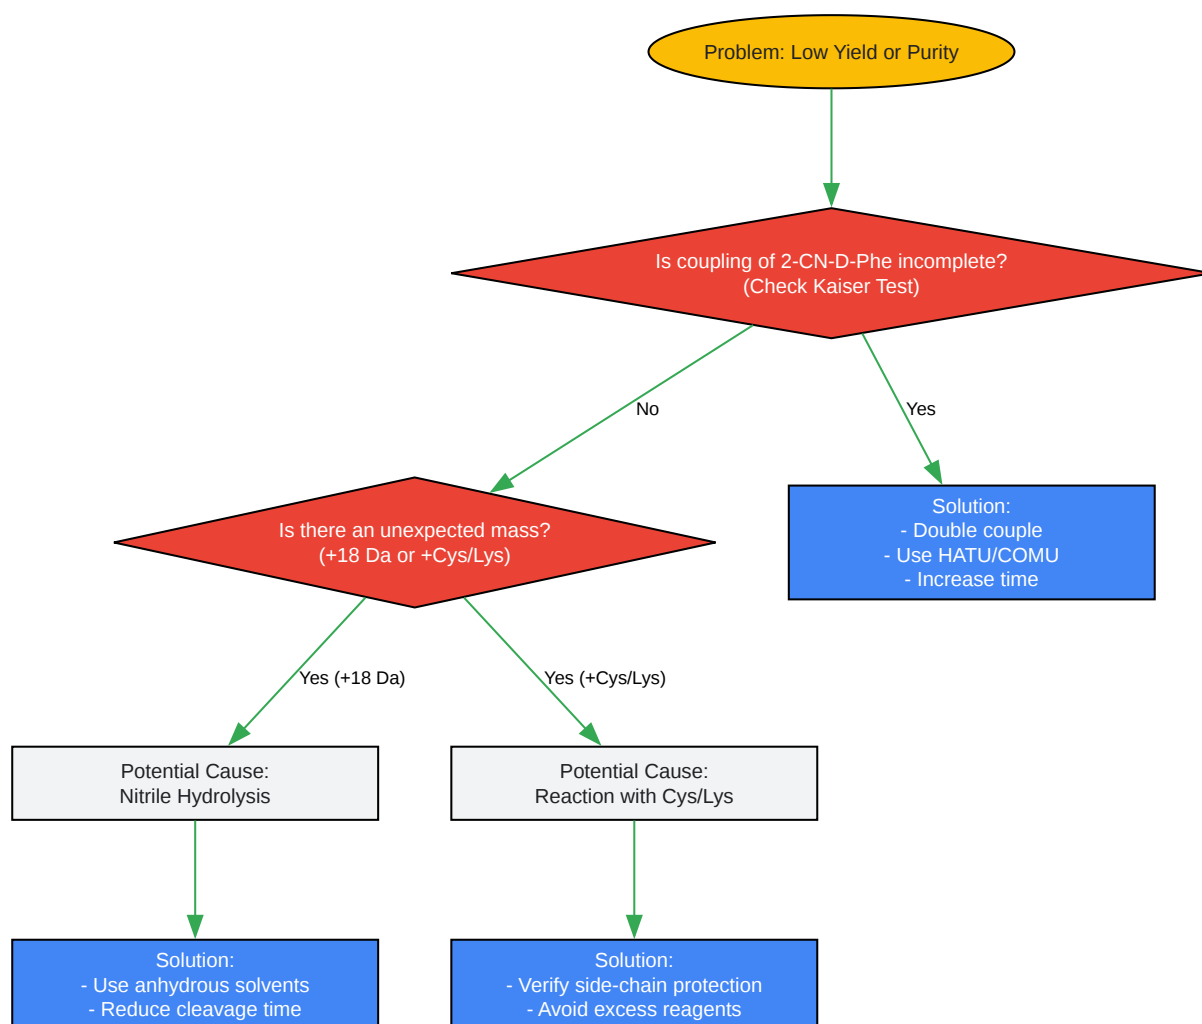 Problem: Low Yield or Purity
Is coupling of 2-CN-D-Phe incomplete?
(Check Kaiser Test)
No
Yes
Is there an unexpected mass?
(+18 Da or +Cys/Lys)
Solution:
- Double couple
- Use HATU/COMU
- Increase time
Yes (+18 Da)
Yes (+Cys/Lys)
Potential Cause:
Nitrile Hydrolysis
Potential Cause:
Reaction with Cys/Lys
Solution:
- Use anhydrous solvents
- Reduce cleavage time
Solution:
- Verify side-chain protection
- Avoid excess reagents